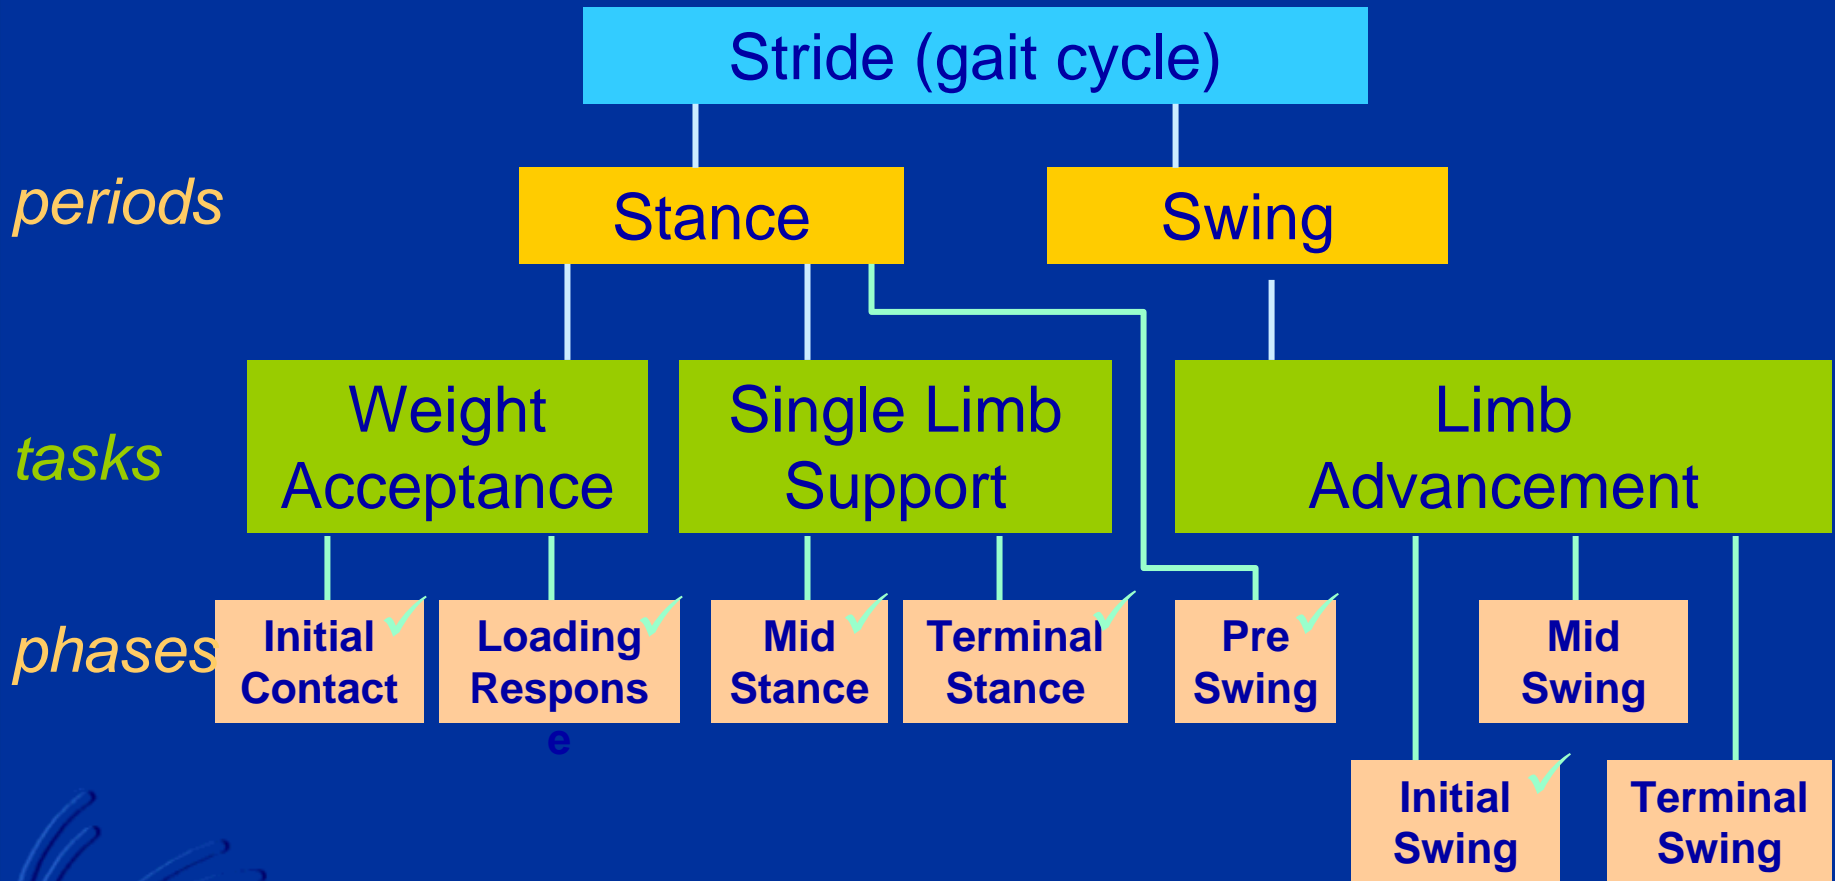 Stride (gait cycle)
periods
Stance
Swing
tasks
Weight
Acceptance
Single Limb
Support
Limb
Advancement
phases
Initial
Contact
Loading
Respons
e
Mid
Stance
Terminal
Stance
Pre
Swing
Mid
Swing
Initial
Swing
Terminal
Swing